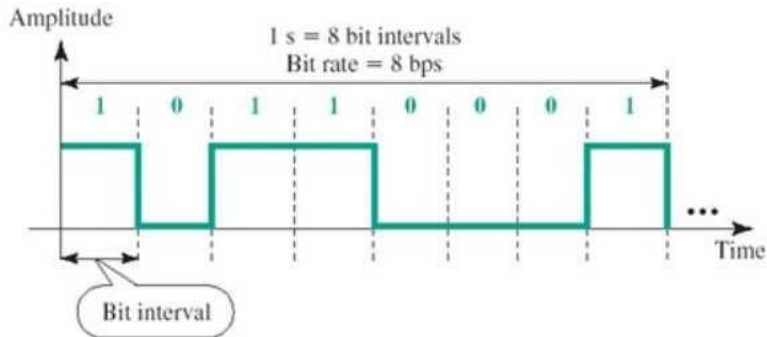 Amplitude
1 s = 8 bit intervals
Bit rate = 8 bps
1 0 1 1 0 0 0 1
...
Time
Bit interval